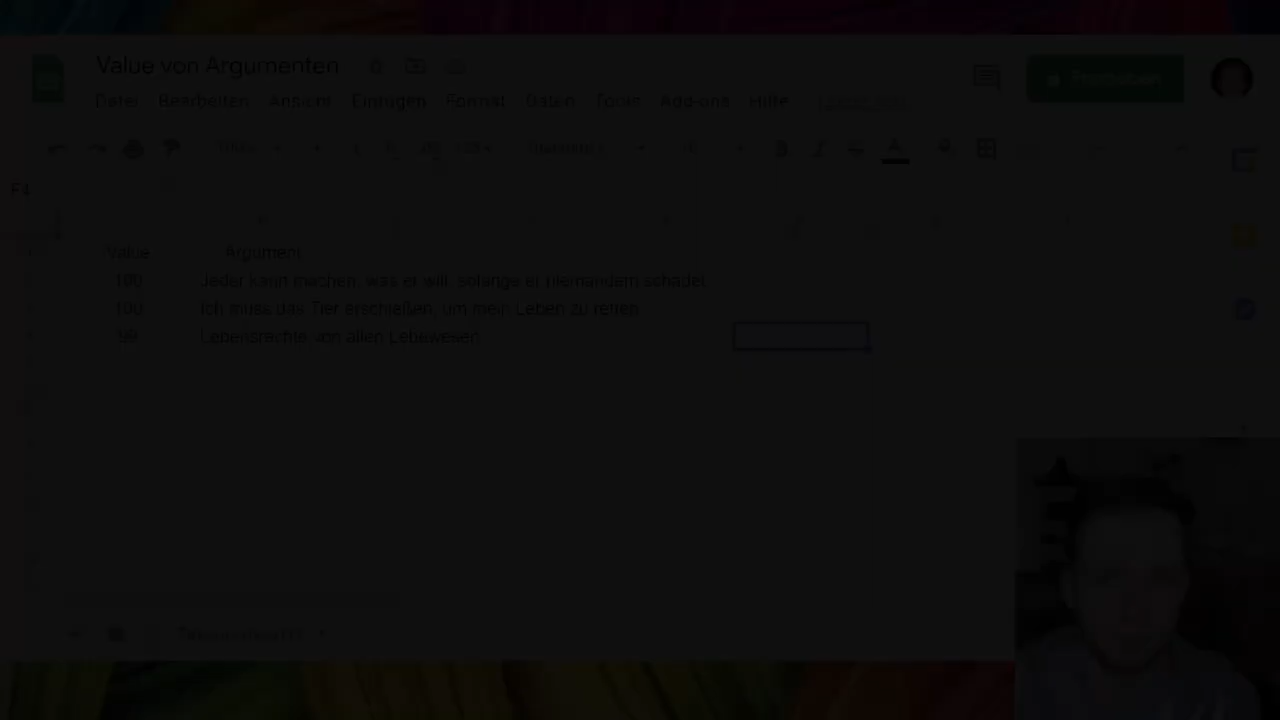 Value von Argumenten
Datei Bearbeiten Ansicht Einfügen Format Daten Tools Add-ons Hilfe
F4
Value Argument
100 Jeder kann machen, was er will, solange er niemandem schadet.
100 Ich muss das Tier erschießen, um mein Leben zu retten
99 Lebensrechte von allen Lebewesen